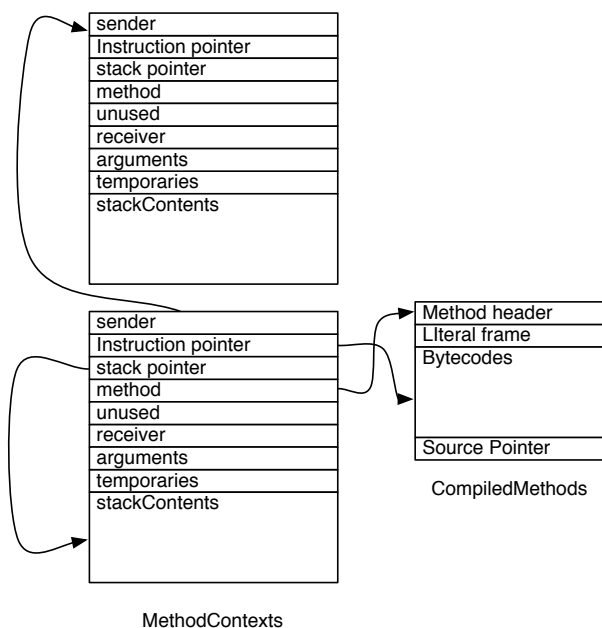 sender
Instruction pointer
stack pointer
method
unused
receiver
arguments
temporaries
stackContents
sender
Instruction pointer
stack pointer
method
unused
receiver
arguments
temporaries
stackContents
MethodContexts
Method header
LIteral frame
Bytecodes
Source Pointer
CompiledMethods